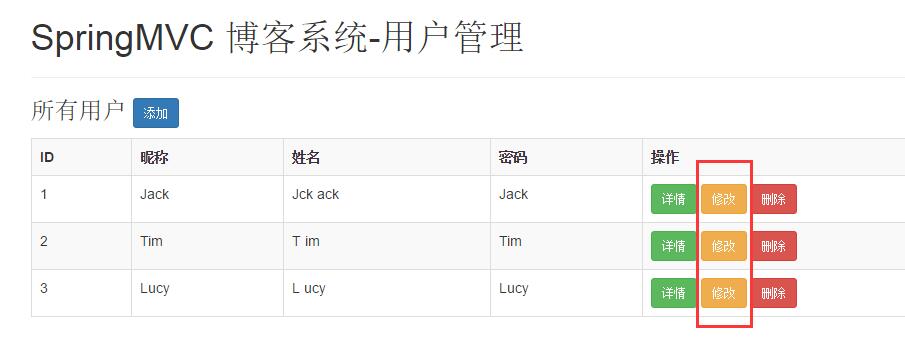 SpringMVC 博客系统-用户管理
所有用户 添加
ID 昵称 姓名 密码 操作
1 Jack Jck ack Jack 详情 修改 删除
2 Tim T im Tim 详情 修改 删除
3 Lucy L ucy Lucy 详情 修改 删除